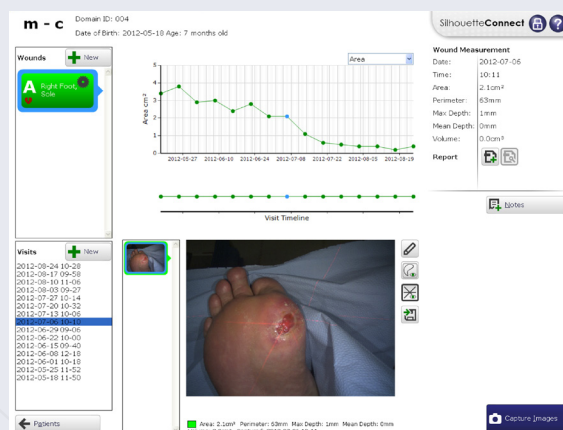 m - c
Domain ID: 004
Date of Birth: 2012-05-18 Age: 7 months old
SilhouetteConnect
?
Wounds
New
A Right Foot,
Sole
Area
Area cm²
5
4
3
2
1
0
2012-05-27 2012-06-10 2012-06-24 2012-07-08 2012-07-22 2012-08-05 2012-08-19
Visit Timeline
Wound Measurement
Date: 2012-07-06
Time: 10:11
Area: 2.1cm²
Perimeter: 63mm
Max Depth: 1mm
Mean Depth: 0mm
Volume: 0.0cm³
Report
Notes
Visits
New
2012-08-24 10-28
2012-08-17 09-58
2012-08-10 11-06
2012-08-03 09-27
2012-07-27 10-14
2012-07-20 10-32
2012-07-13 10-06
2012-07-06 10-10
2012-06-29 09-06
2012-06-22 10-00
2012-06-15 09-40
2012-06-08 12-18
2012-06-01 10-18
2012-05-25 11-52
2012-05-18 11-50
Patients
Area: 2.1cm² Perimeter: 63mm Max Depth: 1mm Mean Depth: 0mm
Capture Images